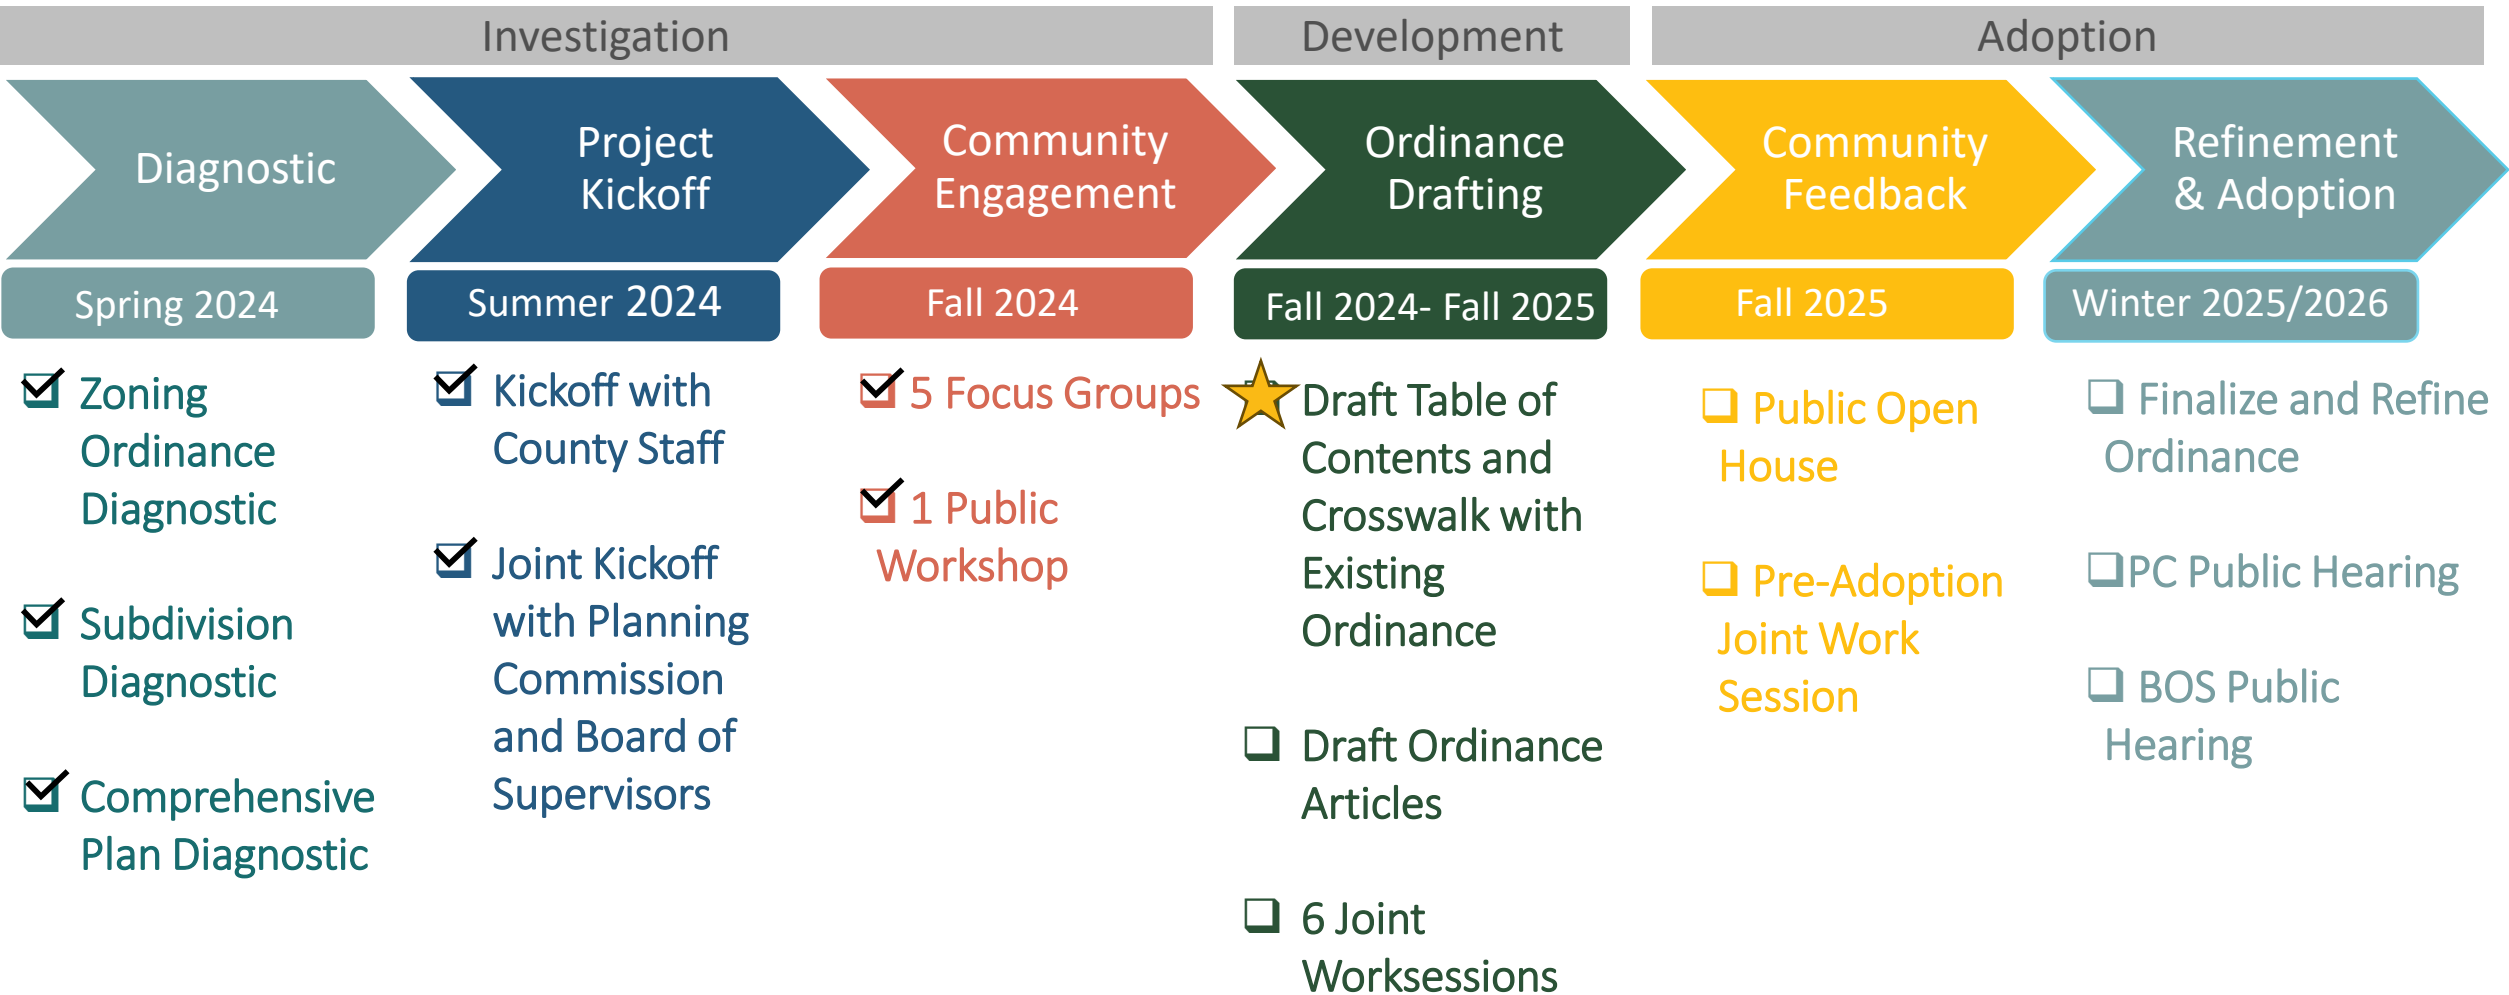 Investigation
Development
Adoption
Diagnostic
Project
Kickoff
Community
Engagement
Ordinance
Drafting
Community
Feedback
Refinement
& Adoption
Spring 2024
Summer 2024
Fall 2024
Fall 2024- Fall 2025
Fall 2025
Winter 2025/2026
Zoning
Ordinance
Diagnostic
Subdivision
Diagnostic
Comprehensive
Plan Diagnostic
Kickoff with
County Staff
Joint Kickoff
with Planning
Commission
and Board of
Supervisors
5 Focus Groups
1 Public
Workshop
Draft Table of
Contents and
Crosswalk with
Existing
Ordinance
Draft Ordinance
Articles
6 Joint
Worksessions
Public Open
House
Pre-Adoption
Joint Work
Session
Finalize and Refine
Ordinance
PC Public Hearing
BOS Public
Hearing